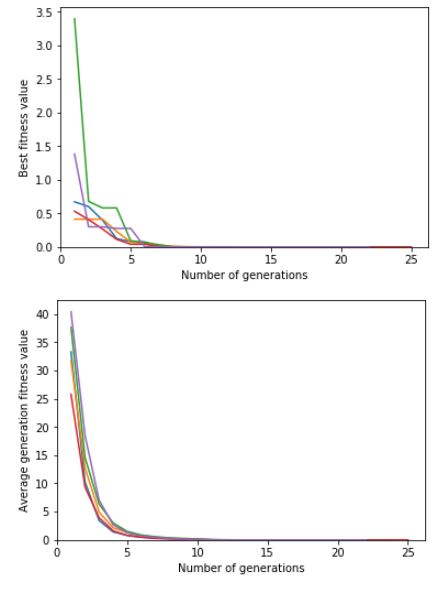 3.5
3.0
2.5
2.0
1.5
1.0
0.5
0.0
Best fitness value
0 5 10 15 20 25
Number of generations
40
35
30
25
20
15
10
5
0
Average generation fitness value
0 5 10 15 20 25
Number of generations